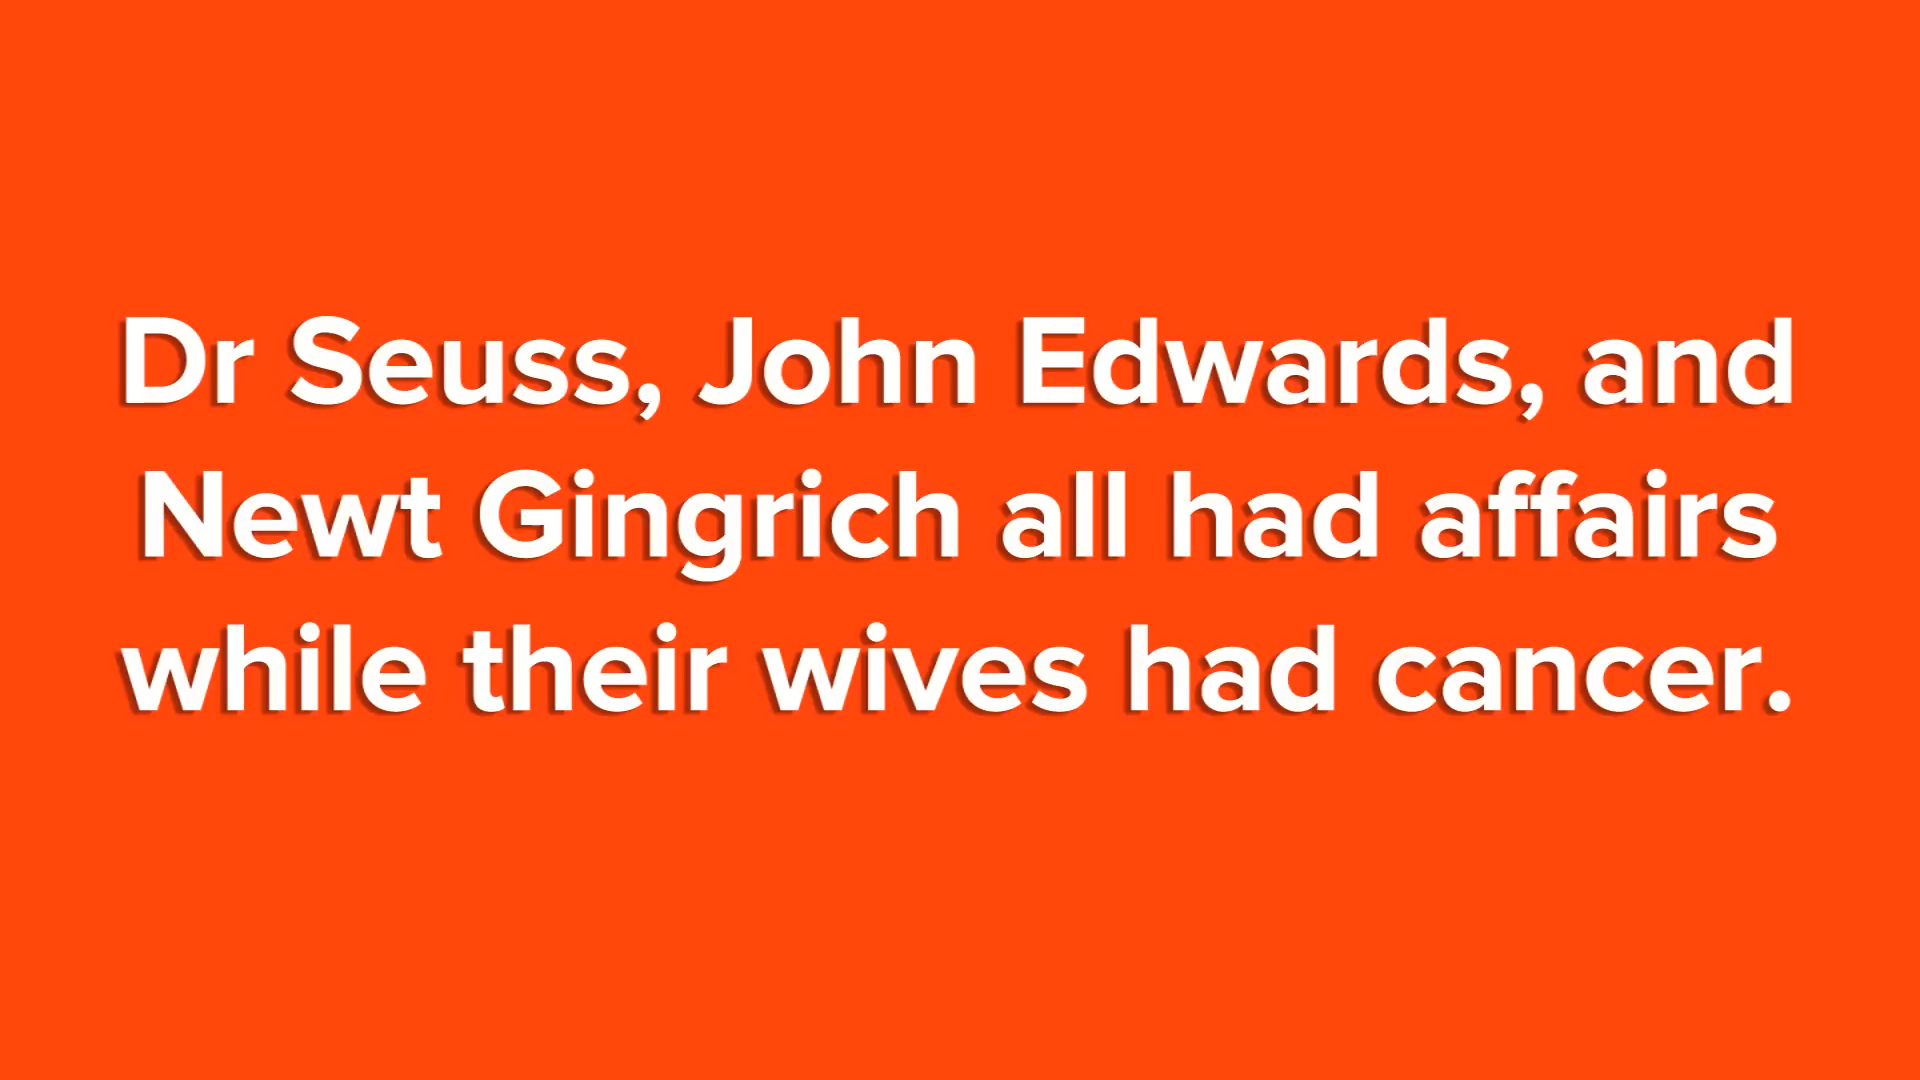 Dr Seuss, John Edwards, and
Newt Gingrich all had affairs
while their wives had cancer.